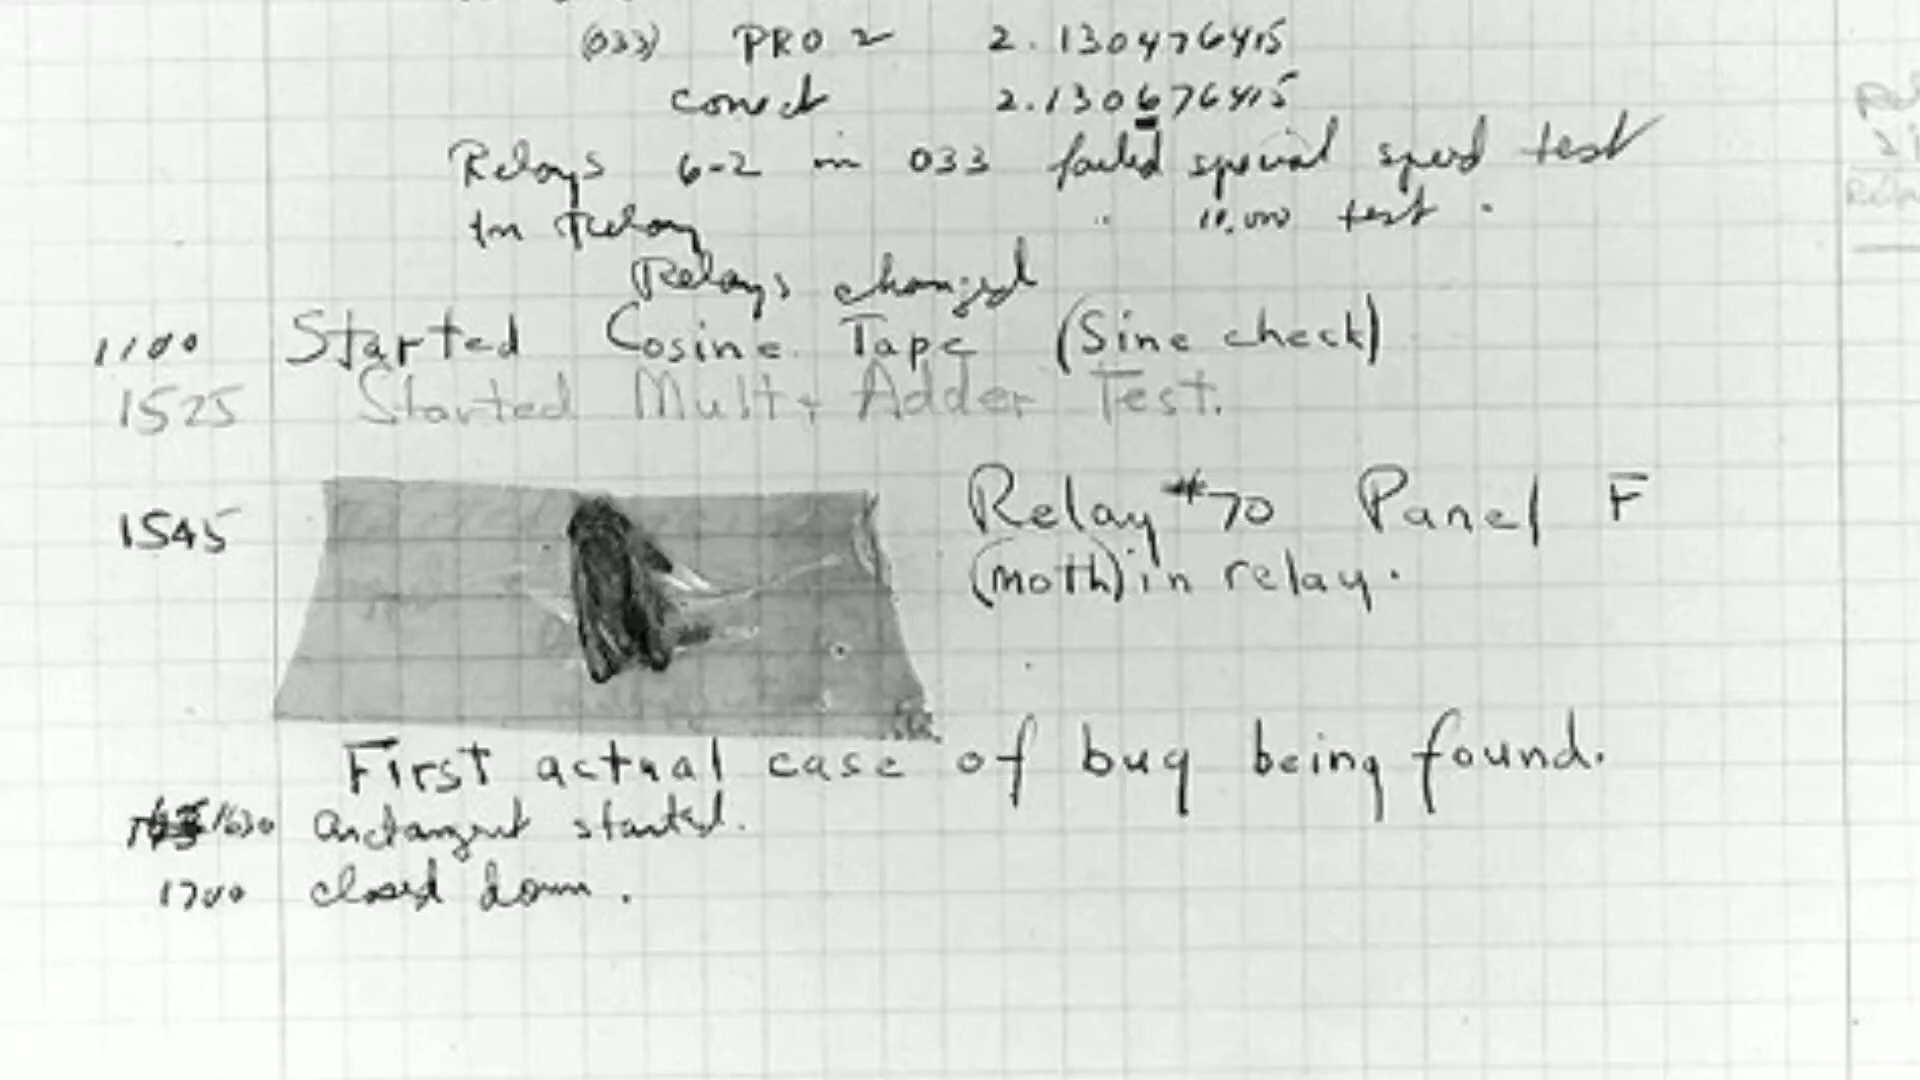 (033) PRO 2 2.130476415
conect 2.130676415
Relays 6-2 in 033 failed special speed test
in Relay " 10.000 test .
Relays changed
1100 Started Cosine Tape (Sine check)
1525 Started Mult + Adder Test.
1545 Relay #70 Panel F
(moth) in relay.
First actual case of bug being found.
1630 arctangent started.
1700 closed down.